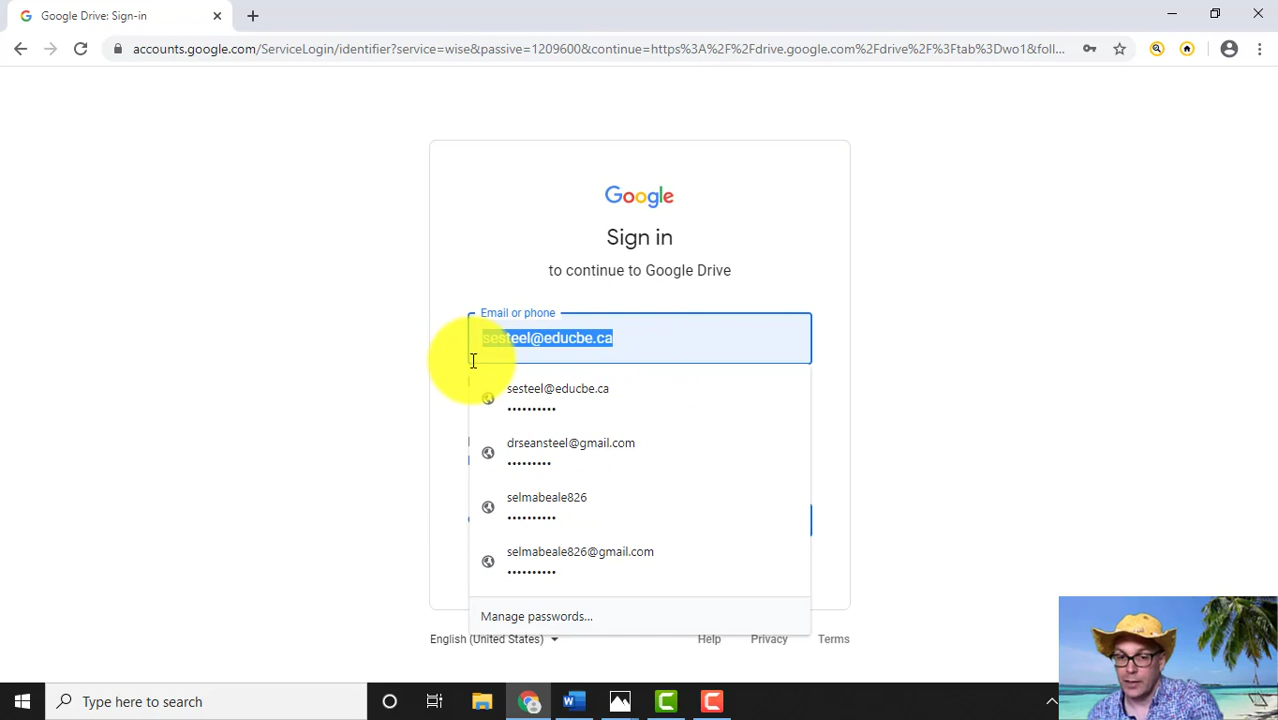 Google Drive: Sign-in
accounts.google.com/ServiceLogin/identifier?service=wise&passive=1209600&continue=https%3A%2F%2Fdrive.google.com%2Fdrive%2F%3Ftab%3Dwo1&foll...
Google
Sign in
to continue to Google Drive
Email or phone
sesteel@educbe.ca
sesteel@educbe.ca
••••••••••
drseansteel@gmail.com
•••••••••
selmabeale826
••••••••••
selmabeale826@gmail.com
••••••••••
Manage passwords...
English (United States)
Help
Privacy
Terms
Type here to search